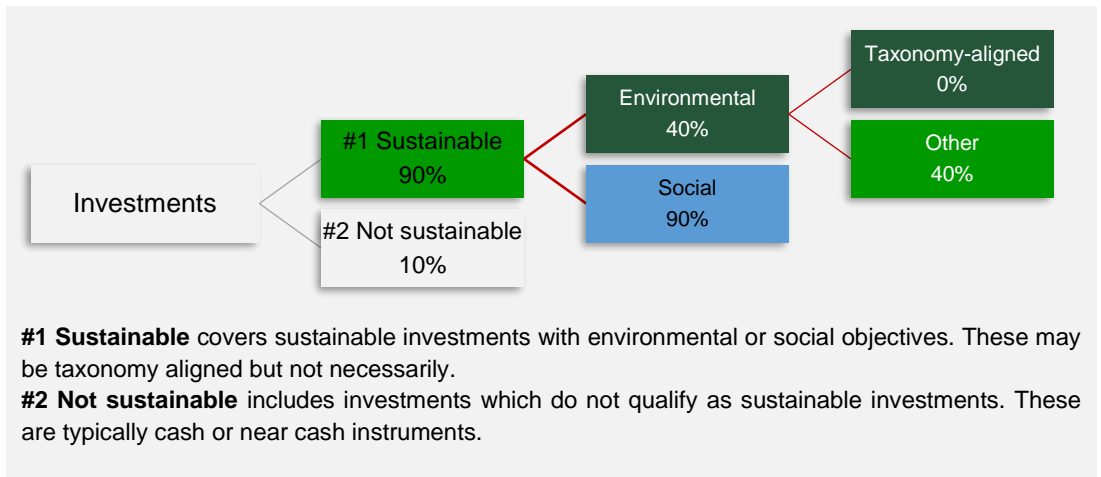 Taxonomy-aligned
0%
Environmental
40%
#1 Sustainable
90%
Other
40%
Investments
Social
90%
#2 Not sustainable
10%
#1 Sustainable covers sustainable investments with environmental or social objectives. These may
be taxonomy aligned but not necessarily.
#2 Not sustainable includes investments which do not qualify as sustainable investments. These
are typically cash or near cash instruments.